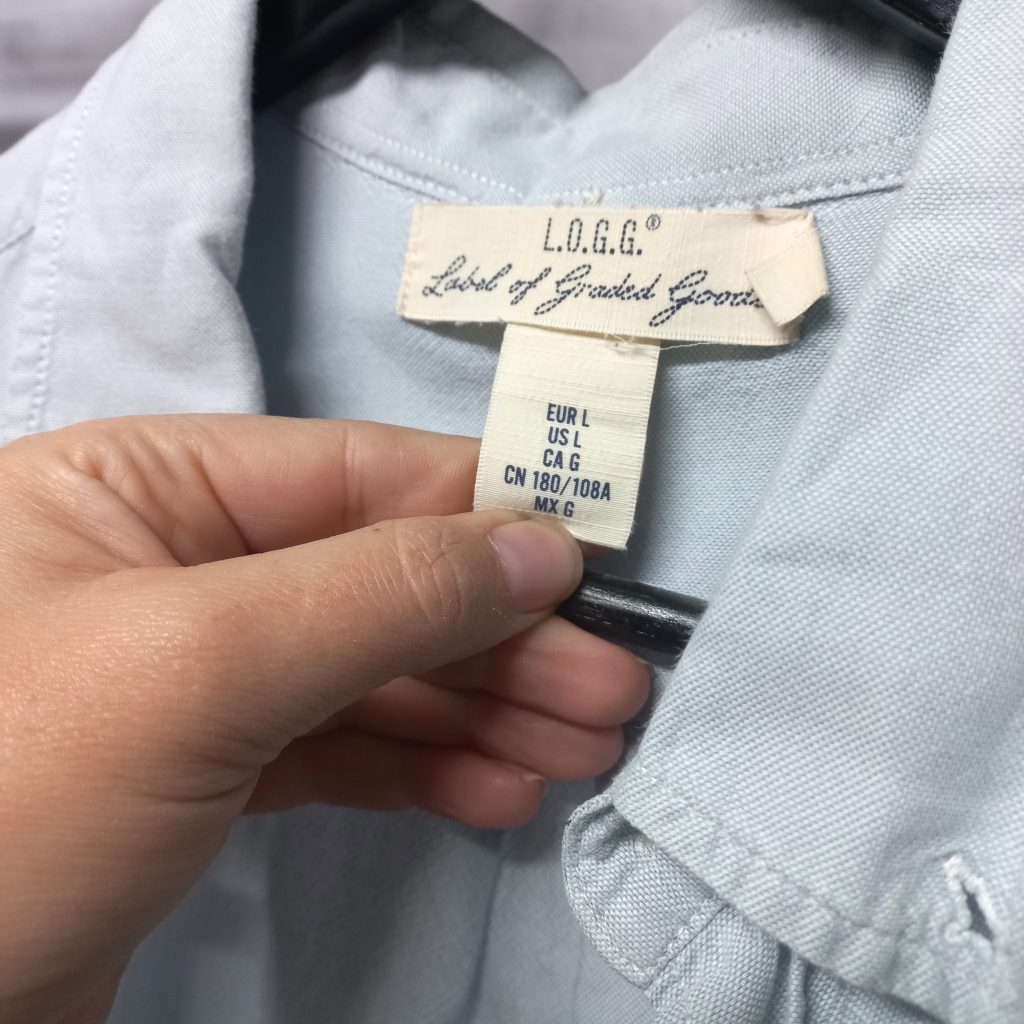 L.O.G.G.®
Label of Graded Goods
EUR L
US L
CA G
CN 180/108A
MX G